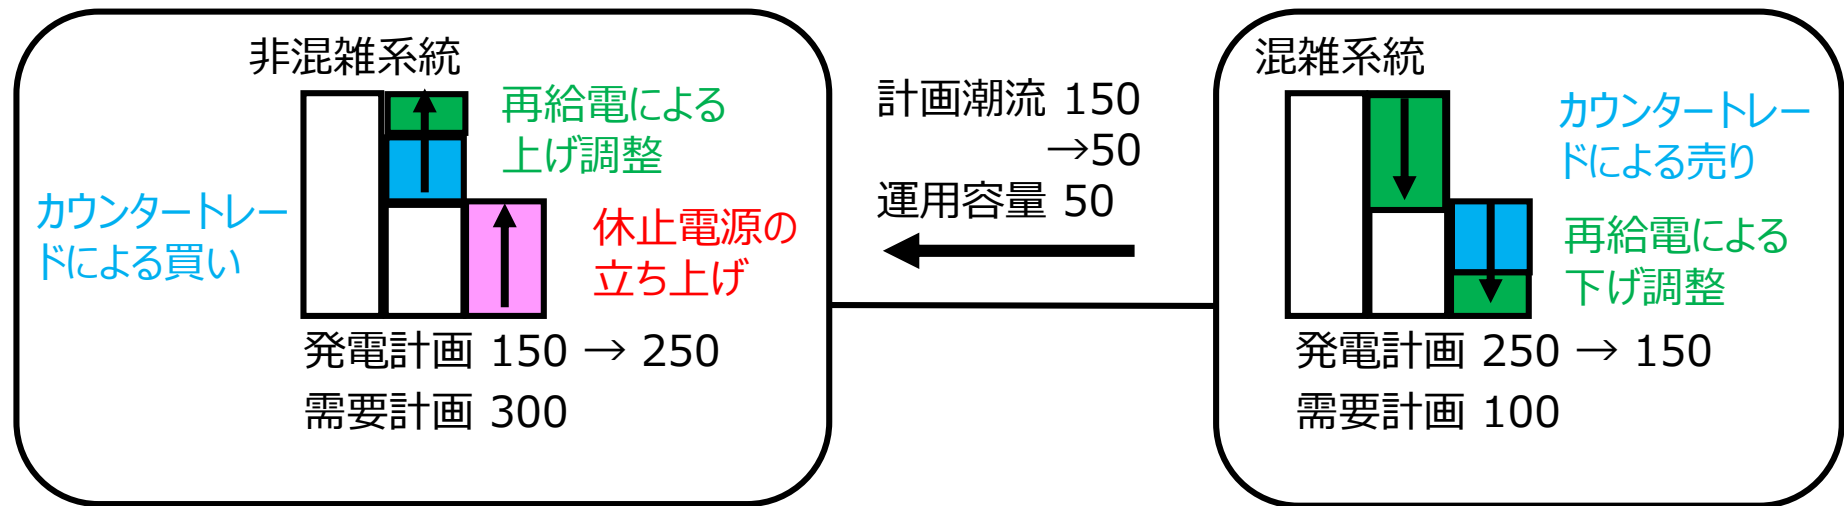 非混雑系統
再給電による
上げ調整
カウンタートレー
ドによる買い
休止電源の
立ち上げ
発電計画 150 → 250
需要計画 300
計画潮流 150
→50
運用容量 50
混雑系統
カウンタートレー
ドによる売り
再給電による
下げ調整
発電計画 250 → 150
需要計画 100